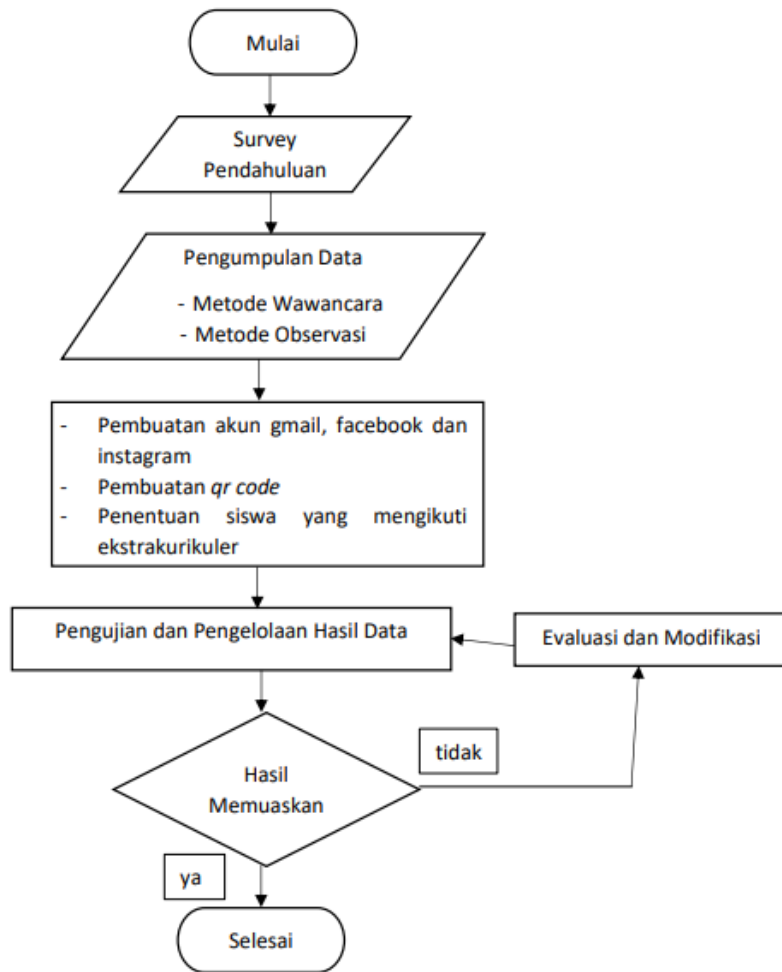 Mulai
Survey
Pendahuluan
Pengumpulan Data
- Metode Wawancara
- Metode Observasi
- Pembuatan akun gmail, facebook dan
instagram
- Pembuatan qr code
- Penentuan siswa yang mengikuti
ekstrakurikuler
Pengujian dan Pengelolaan Hasil Data
Evaluasi dan Modifikasi
tidak
Hasil
Memuaskan
ya
Selesai